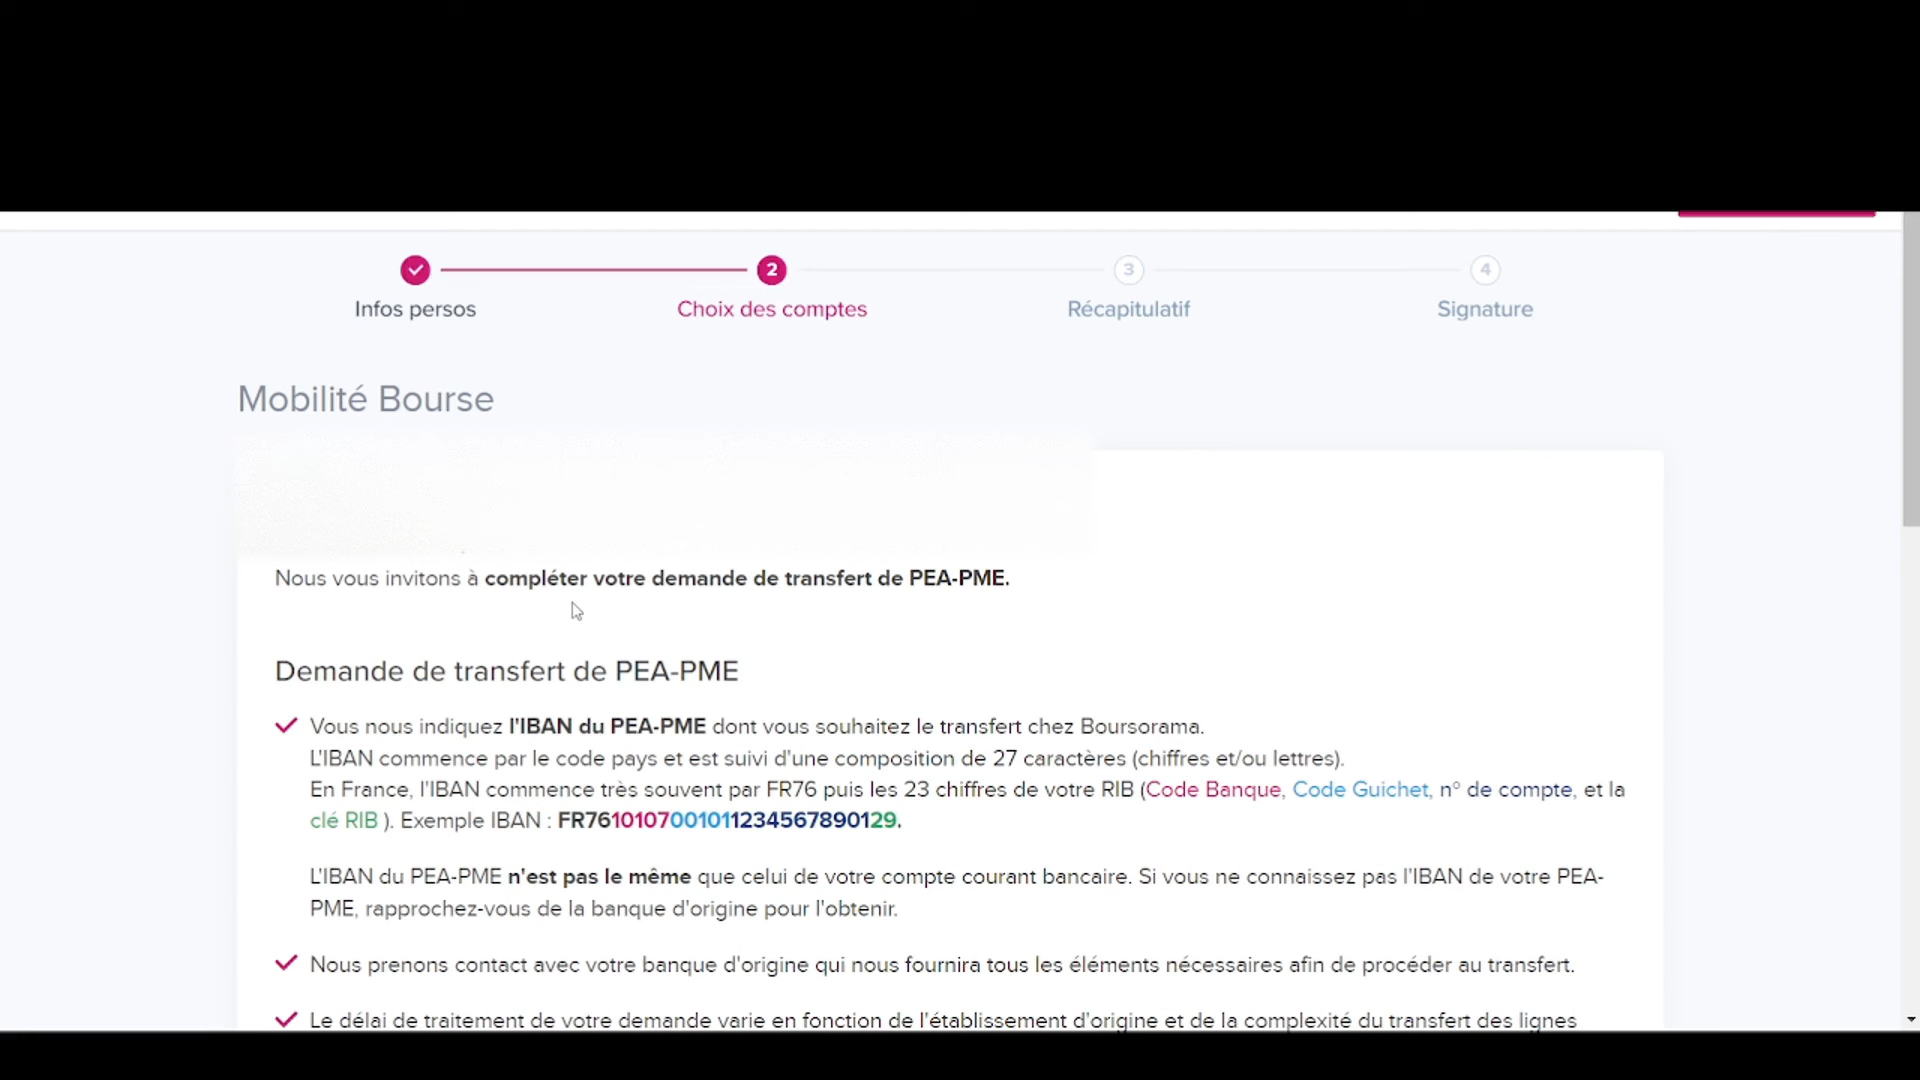 2
3
4
Infos persos
Choix des comptes
Récapitulatif
Signature
Mobilité Bourse
Nous vous invitons à compléter votre demande de transfert de PEA-PME.
Demande de transfert de PEA-PME
Vous nous indiquez l'IBAN du PEA-PME dont vous souhaitez le transfert chez Boursorama.
L'IBAN commence par le code pays et est suivi d'une composition de 27 caractères (chiffres et/ou lettres).
En France, l'IBAN commence très souvent par FR76 puis les 23 chiffres de votre RIB (Code Banque, Code Guichet, n° de compte, et la
clé RIB ). Exemple IBAN : FR7610107001011234567890129.
L'IBAN du PEA-PME n'est pas le même que celui de votre compte courant bancaire. Si vous ne connaissez pas l'IBAN de votre PEA-
PME, rapprochez-vous de la banque d'origine pour l'obtenir.
Nous prenons contact avec votre banque d'origine qui nous fournira tous les éléments nécessaires afin de procéder au transfert.
Le délai de traitement de votre demande varie en fonction de l'établissement d'origine et de la complexité du transfert des lignes